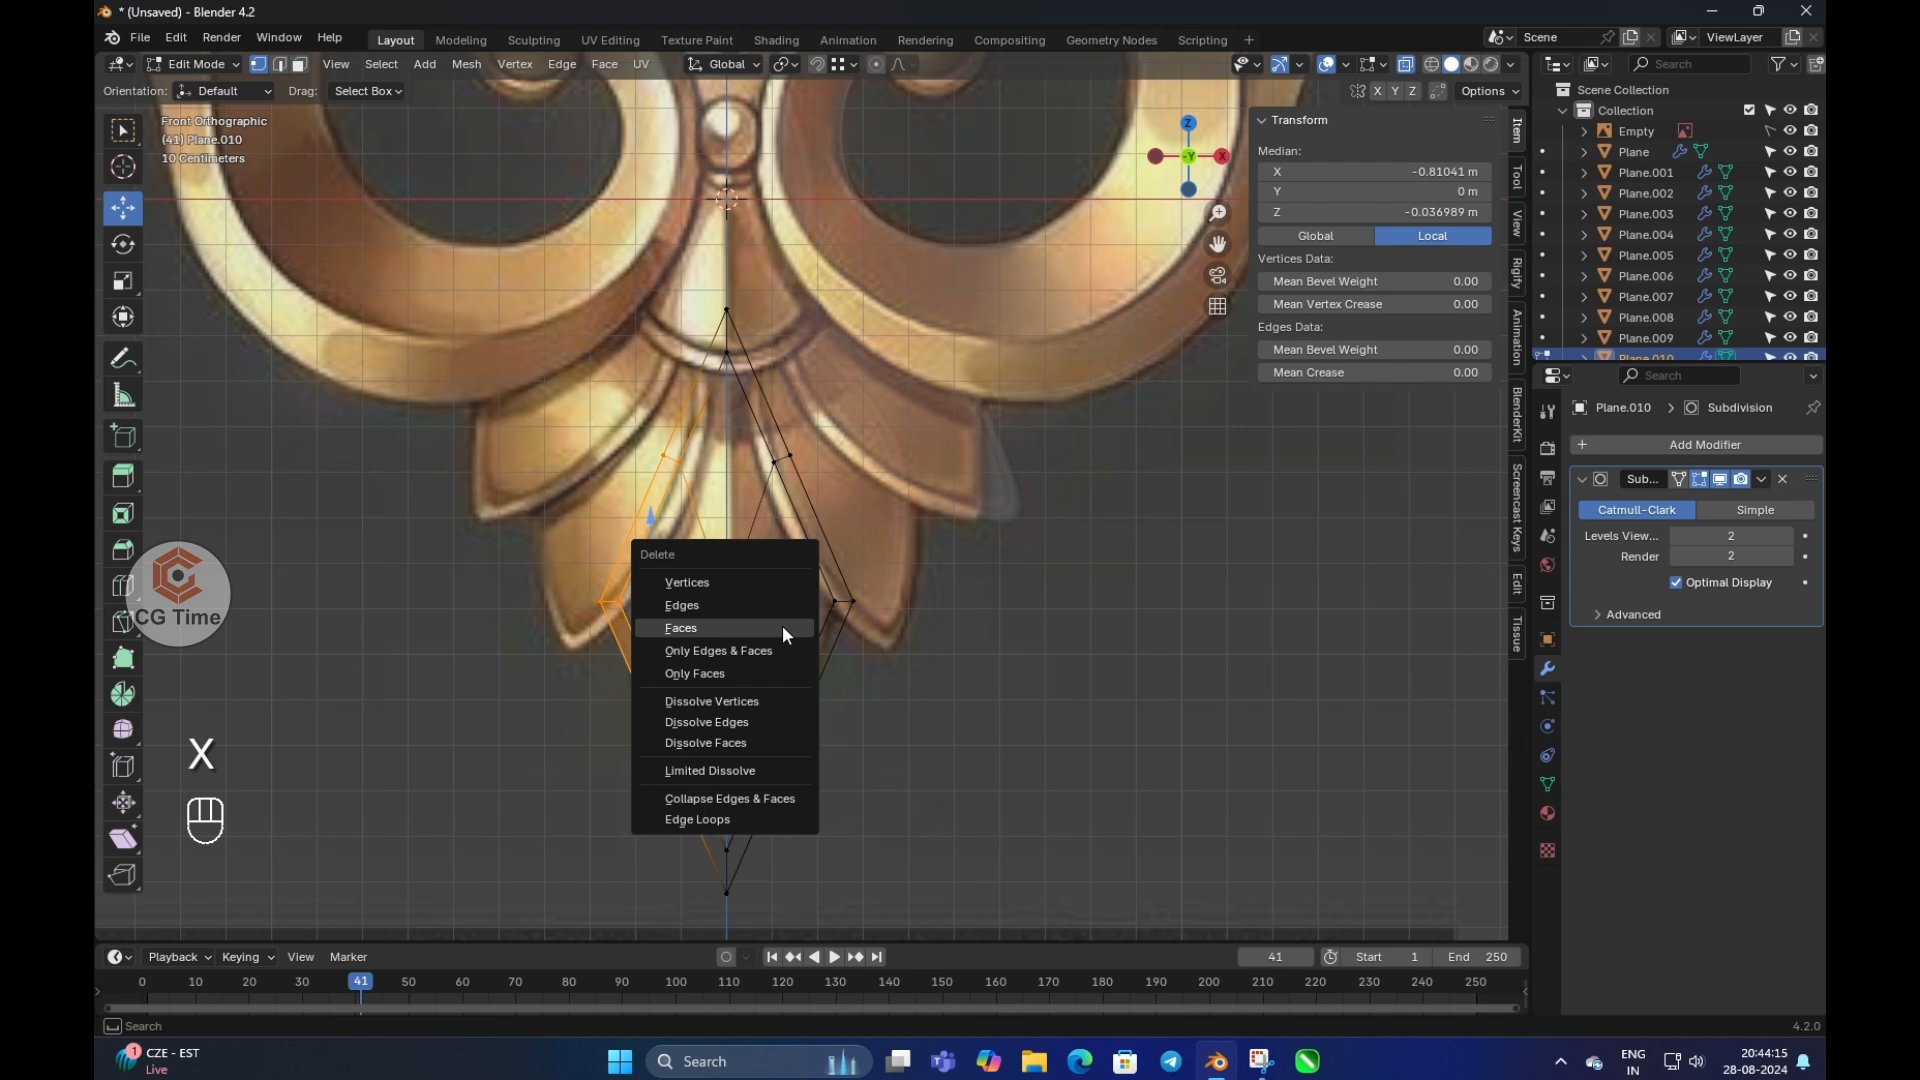 * (Unsaved) - Blender 4.2
File Edit Render Window Help Layout Modeling Sculpting UV Editing Texture Paint Shading Animation Rendering Compositing Geometry Nodes Scripting + Scene ViewLayer
Edit Mode View Select Add Mesh Vertex Edge Face UV Global Search
Orientation: Default Drag: Select Box X Y Z Options
Scene Collection
Collection
Empty
Plane
Plane.001
Plane.002
Plane.003
Plane.004
Plane.005
Plane.006
Plane.007
Plane.008
Plane.009
Plane.010
Front Orthographic
(41) Plane.010
10 Centimeters
Z
-Y
X
Transform
Median:
X -0.81041 m
Y 0 m
Z -0.036989 m
Global Local
Vertices Data:
Mean Bevel Weight 0.00
Mean Vertex Crease 0.00
Edges Data:
Mean Bevel Weight 0.00
Mean Crease 0.00
Item
Tool
View
Rigify
Animation
BlenderKit
Screencast Keys
Edit
Tissue
Search
Plane.010 > Subdivision
+ Add Modifier
Sub...
Catmull-Clark Simple
Levels View... 2
Render 2
Optimal Display
Advanced
Delete
Vertices
Edges
Faces
Only Edges & Faces
Only Faces
Dissolve Vertices
Dissolve Edges
Dissolve Faces
Limited Dissolve
Collapse Edges & Faces
Edge Loops
CG Time
X
Playback Keying View Marker 41 Start 1 End 250
0 10 20 30 41 50 60 70 80 90 100 110 120 130 140 150 160 170 180 190 200 210 220 230 240 250
Search 4.2.0
1 CZE - EST
Live
Search
ENG
IN
20:44:15
28-08-2024